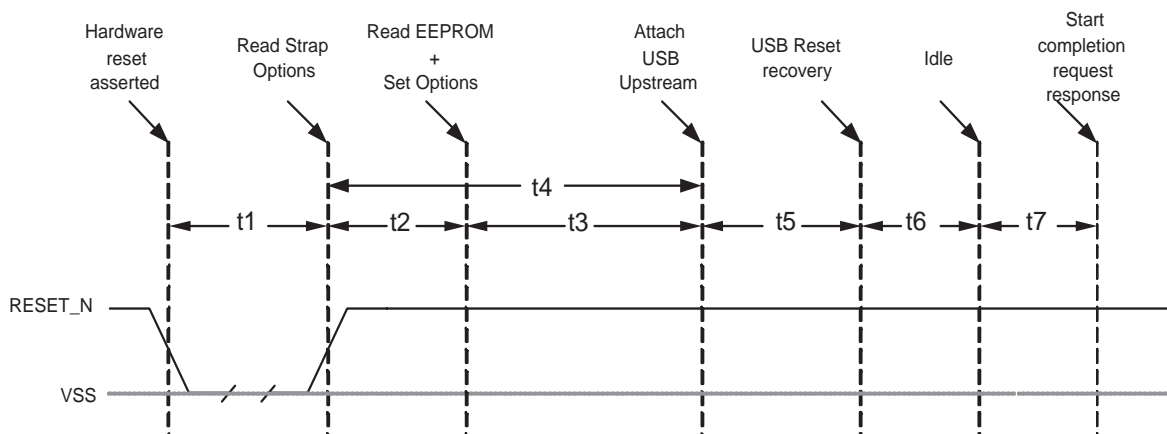 Hardware
reset
asserted
Read Strap
Options
Read EEPROM
+
Set Options
Attach
USB
Upstream
USB Reset
recovery
Idle
Start
completion
request
response
t4
t1
t2
t3
t5
t6
t7
RESET_N
VSS